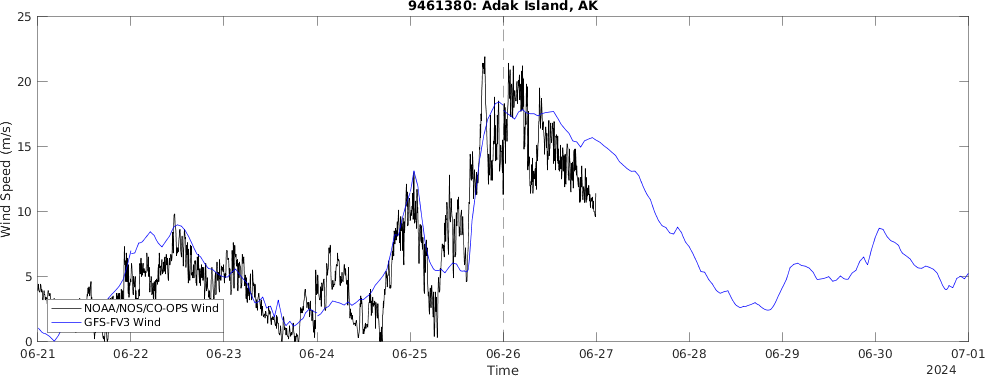 9461380: Adak Island, AK
25
20
15
10
5
0
Wind Speed (m/s)
NOAA/NOS/CO-OPS Wind
GFS-FV3 Wind
06-21 06-22 06-23 06-24 06-25 06-26 06-27 06-28 06-29 06-30 07-01
Time
2024